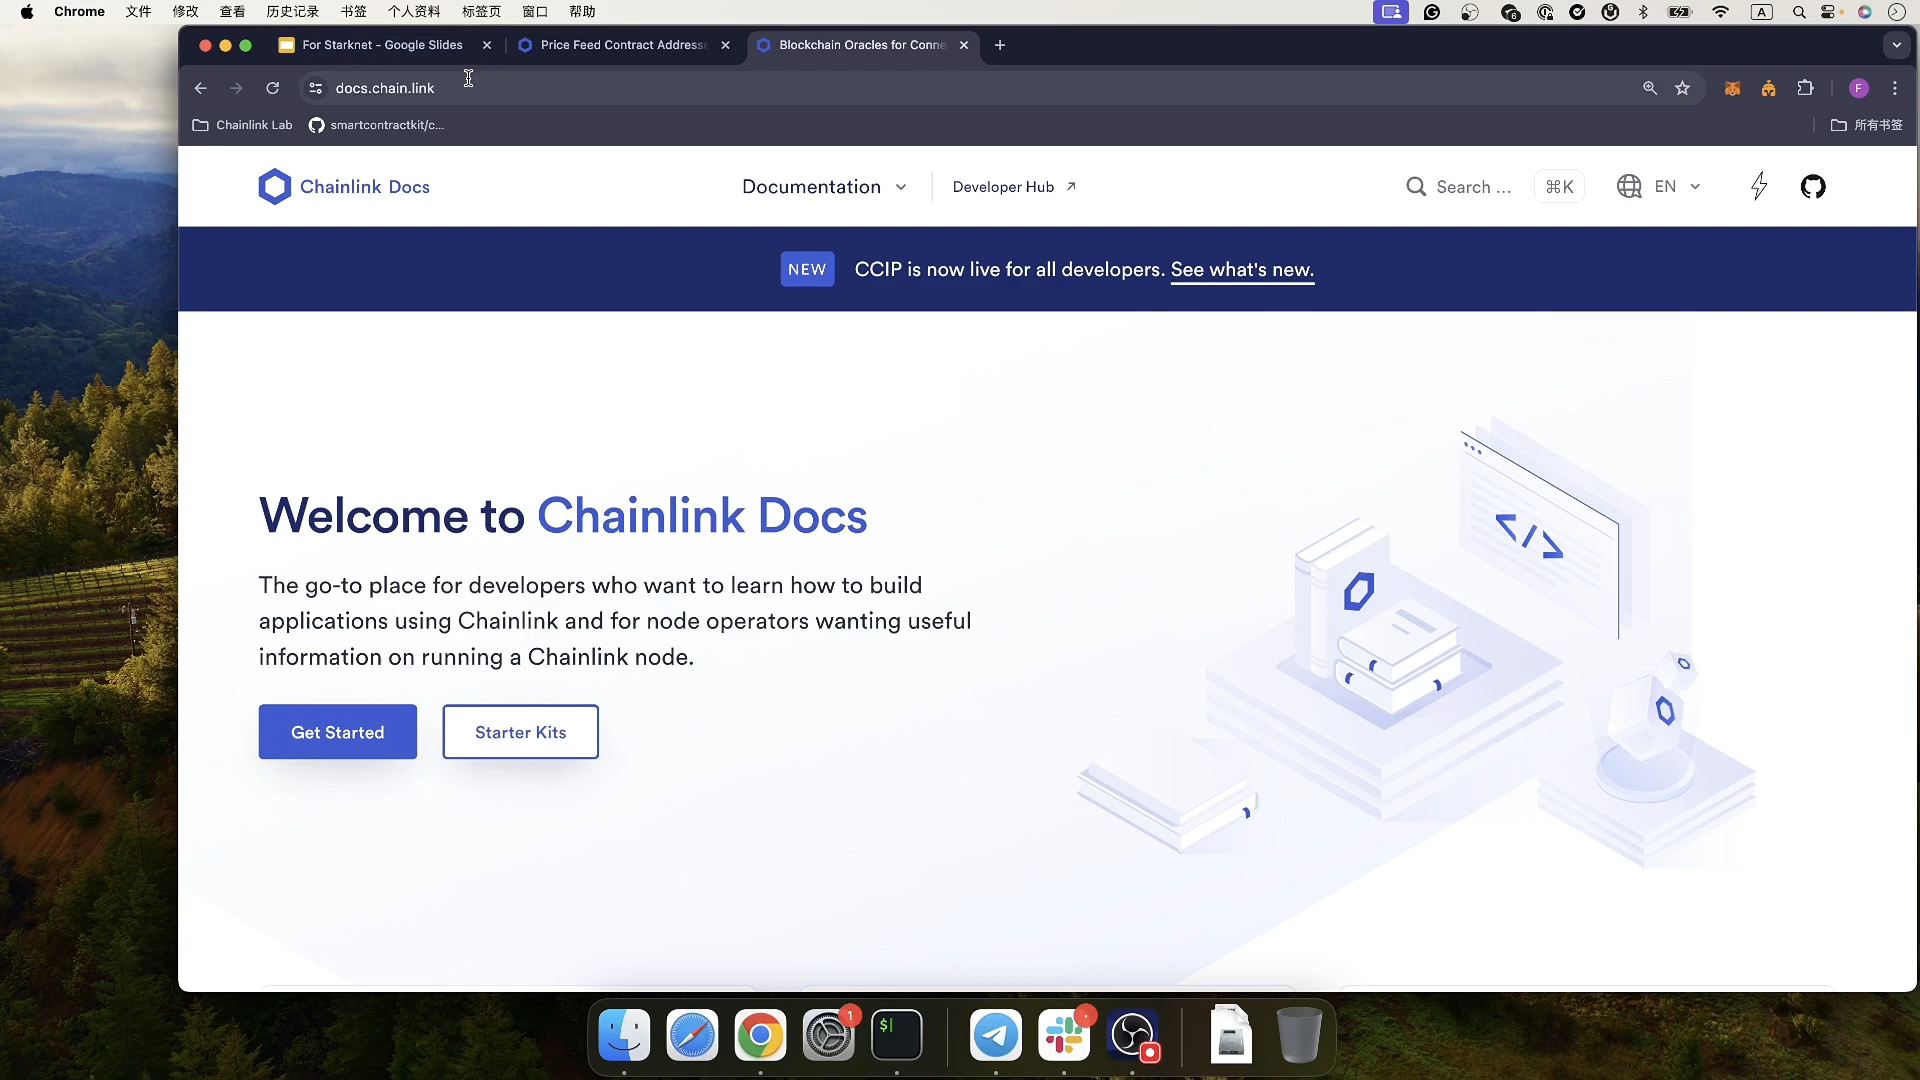 Chrome 文件 修改 查看 历史记录 书签 个人资料 标签页 窗口 帮助
For Starknet - Google Slides
Price Feed Contract Addresse
Blockchain Oracles for Conne
docs.chain.link
F
Chainlink Lab
smartcontractkit/c...
所有书签
Chainlink Docs
Documentation
Developer Hub
Search ...
⌘K
EN
NEW
CCIP is now live for all developers. See what's new.
Welcome to Chainlink Docs
The go-to place for developers who want to learn how to build
applications using Chainlink and for node operators wanting useful
information on running a Chainlink node.
Get Started
Starter Kits